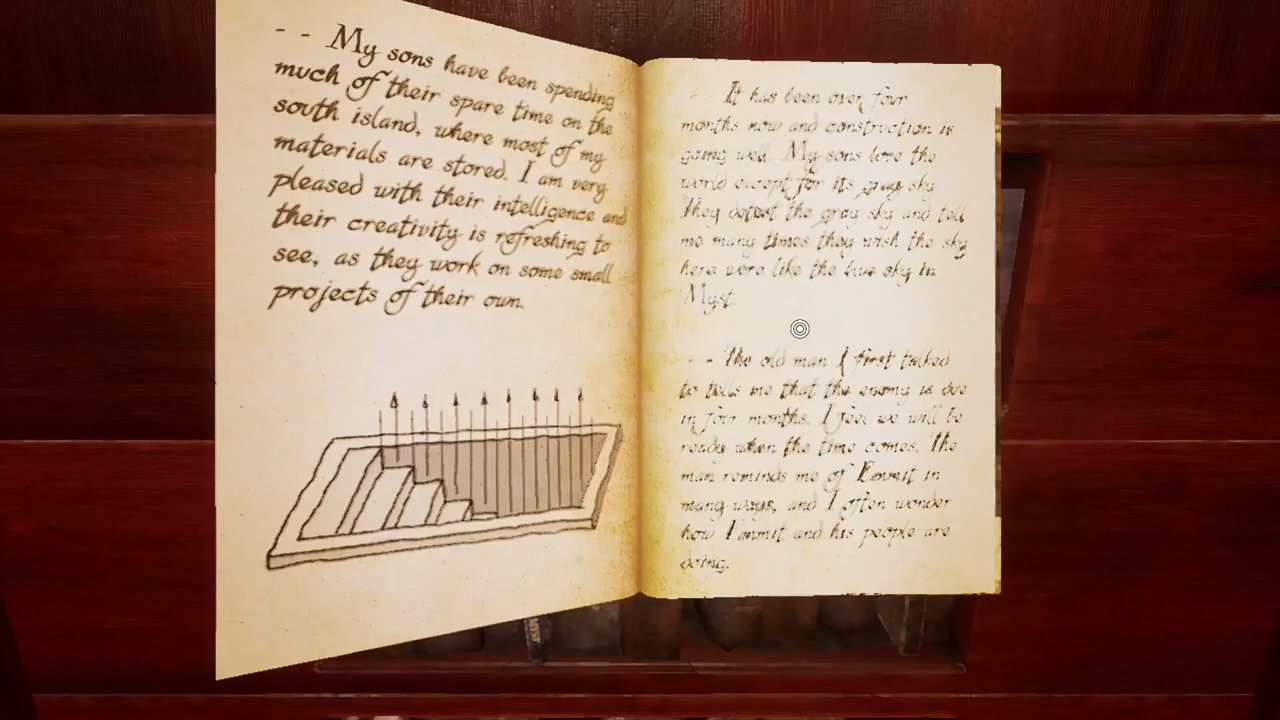 - - My sons have been spending
much of their spare time on the
south island, where most of my
materials are stored. I am very
pleased with their intelligence and
their creativity is refreshing to
see, as they work on some small
projects of their own.
- - It has been over four
months now and construction is
going well. My sons love the
world except for its gray sky.
They detest the gray sky and tell
me many times they wish the sky
here were like the blue sky in
Myst.
- - The old man I first talked
to tells me that the enemy is due
in four months. I feel we will be
ready when the time comes. The
man reminds me of Emmit in
many ways, and I often wonder
how Emmit and his people are
doing.